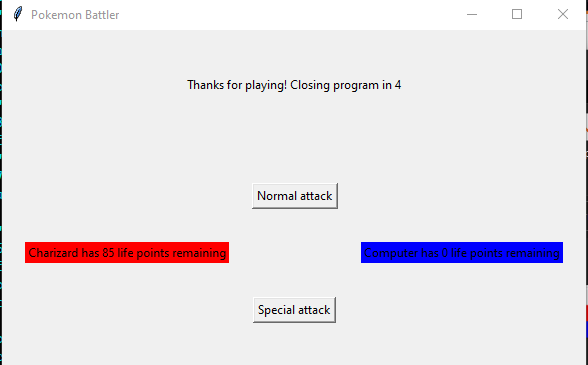 Pokemon Battler
Thanks for playing! Closing program in 4
Normal attack
Charizard has 85 life points remaining
Computer has 0 life points remaining
Special attack